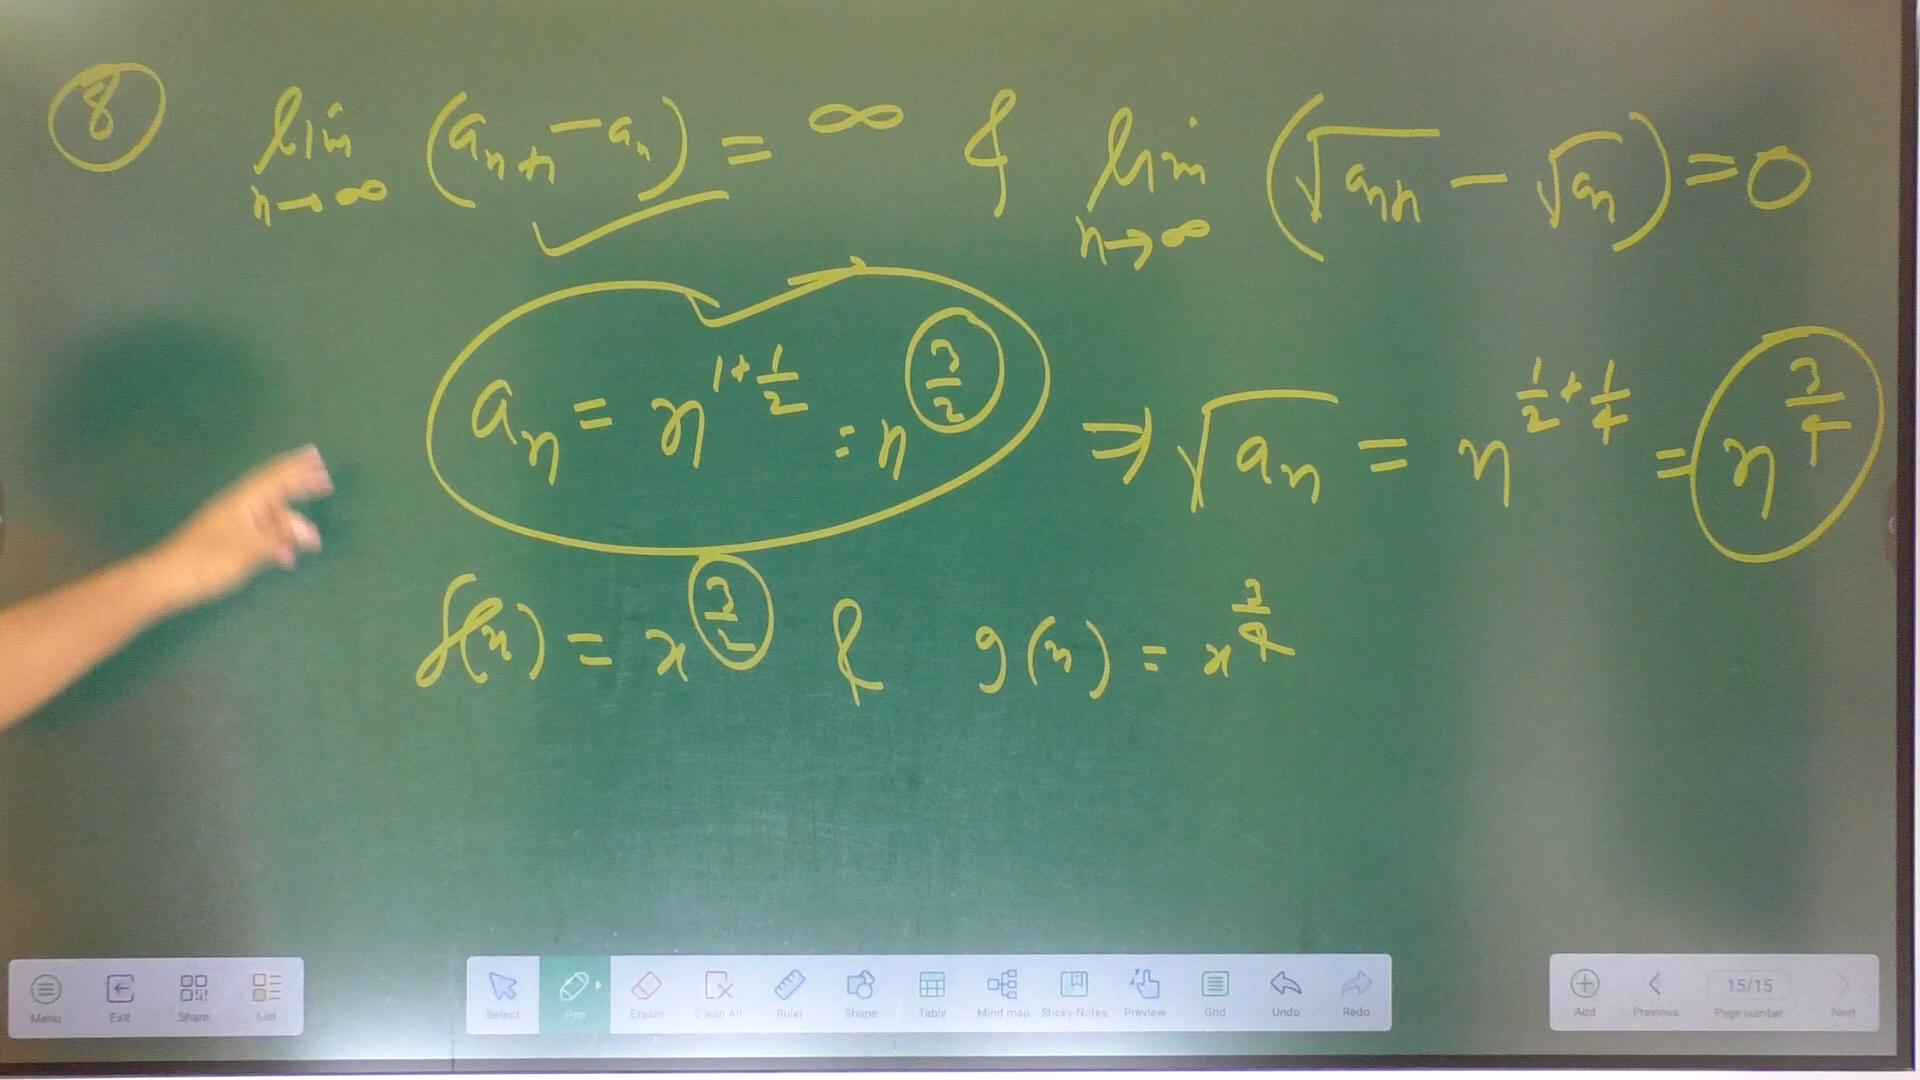 8 lim n→∞ (a_{n+1} − a_n) = ∞ & lim n→∞ (√a_{n+1} − √a_n) = 0
a_n = n^{1+1/2} = n^{3/2} ⇒ √a_n = n^{1/2+1/4} = n^{3/4}
f(x) = x^{3/2} & g(x) = x^{3/4}
Menu Exit Share List Select Pen Eraser Clean All Ruler Shape Table Mind map Sticky-Notes Preview Grid Undo Redo Add Previous 15/15 Page number Next